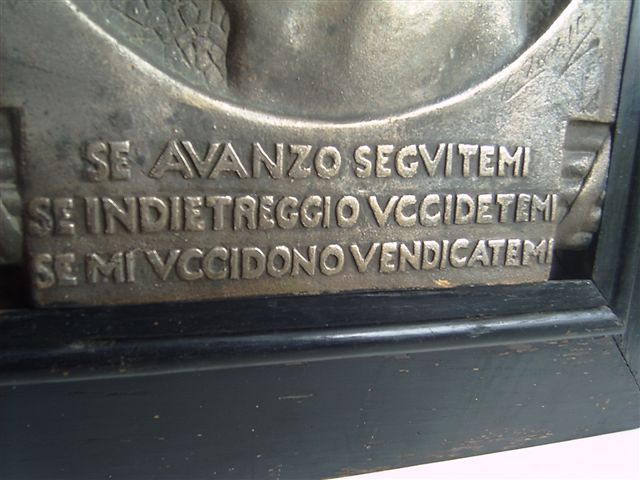 SE AVANZO SEGVITEMI
SE INDIETREGGIO VCCIDETEMI
SE MI VCCIDONO VENDICATEMI